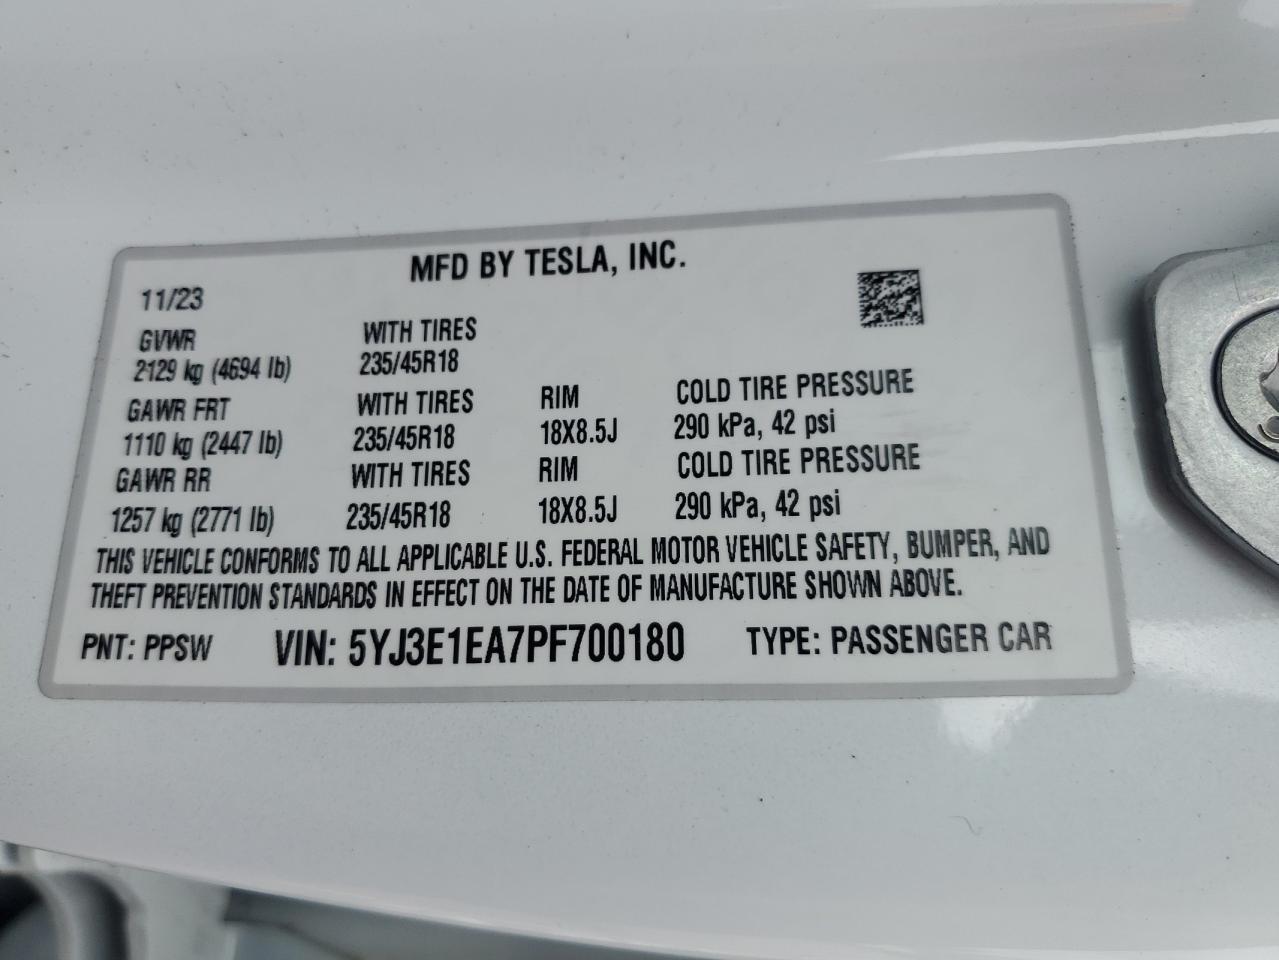 MFD BY TESLA, INC.
11/23
GVWR WITH TIRES
2129 kg (4694 lb) 235/45R18
GAWR FRT WITH TIRES RIM COLD TIRE PRESSURE
1110 kg (2447 lb) 235/45R18 18X8.5J 290 kPa, 42 psi
GAWR RR WITH TIRES RIM COLD TIRE PRESSURE
1257 kg (2771 lb) 235/45R18 18X8.5J 290 kPa, 42 psi
THIS VEHICLE CONFORMS TO ALL APPLICABLE U.S. FEDERAL MOTOR VEHICLE SAFETY, BUMPER, AND
THEFT PREVENTION STANDARDS IN EFFECT ON THE DATE OF MANUFACTURE SHOWN ABOVE.
PNT: PPSW VIN: 5YJ3E1EA7PF700180 TYPE: PASSENGER CAR